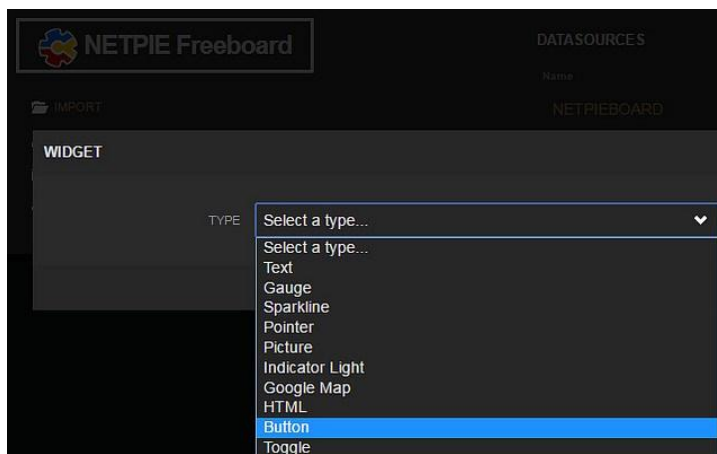 NETPIE Freeboard
DATASOURCES
Name
IMPORT
NETPIEBOARD
WIDGET
TYPE
Select a type...
Select a type...
Text
Gauge
Sparkline
Pointer
Picture
Indicator Light
Google Map
HTML
Button
Toggle